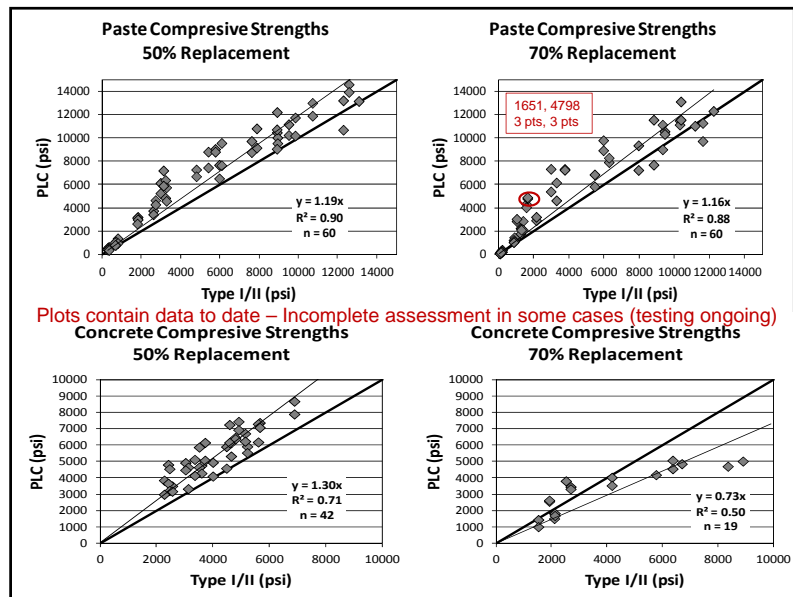 Paste Compresive Strengths
50% Replacement
PLC (psi)
14000
12000
10000
8000
6000
4000
2000
0
y = 1.19x
R² = 0.90
n = 60
0 2000 4000 6000 8000 10000 12000 14000
Type I/II (psi)
Paste Compresive Strengths
70% Replacement
PLC (psi)
14000
12000
10000
8000
6000
4000
2000
0
1651, 4798
3 pts, 3 pts
y = 1.16x
R² = 0.88
n = 60
0 2000 4000 6000 8000 10000 12000 14000
Type I/II (psi)
Plots contain data to date – Incomplete assessment in some cases (testing ongoing)
Concrete Compresive Strengths
50% Replacement
PLC (psi)
10000
9000
8000
7000
6000
5000
4000
3000
2000
1000
0
y = 1.30x
R² = 0.71
n = 42
0 2000 4000 6000 8000 10000
Type I/II (psi)
Concrete Compresive Strengths
70% Replacement
PLC (psi)
10000
9000
8000
7000
6000
5000
4000
3000
2000
1000
0
y = 0.73x
R² = 0.50
n = 19
0 2000 4000 6000 8000 10000
Type I/II (psi)